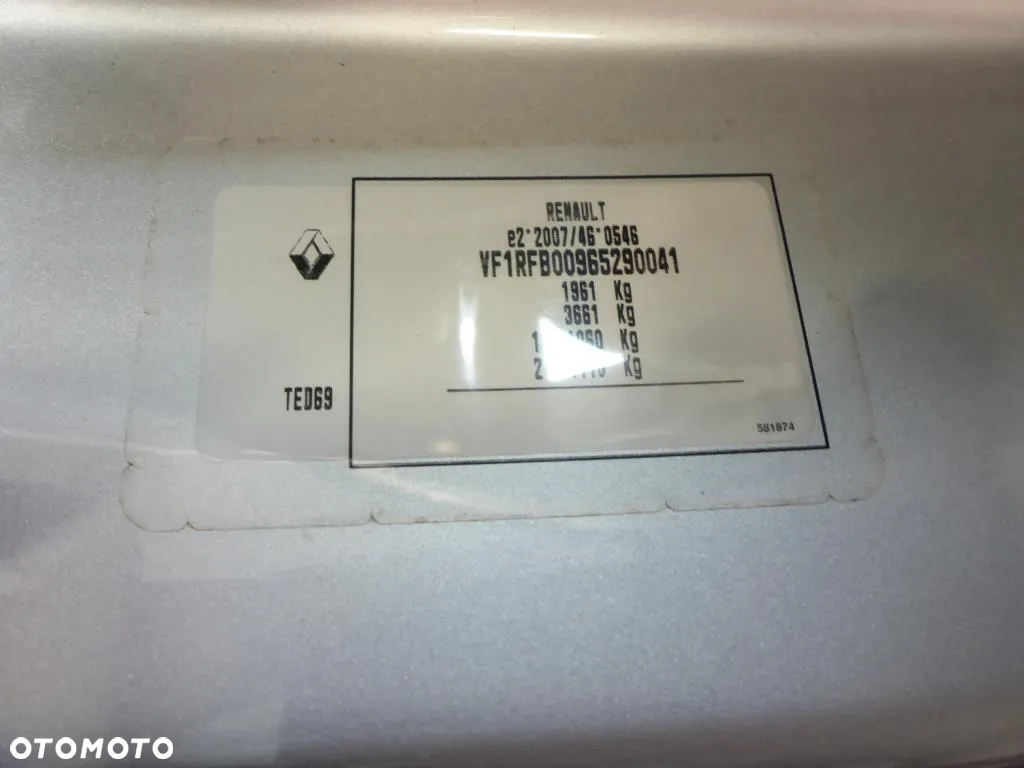 RENAULT
e2*2007/46*0546
VF1RFB00965290041
1961 Kg
3661 Kg
Kg
Kg
TED69
581874
OTOMOTO